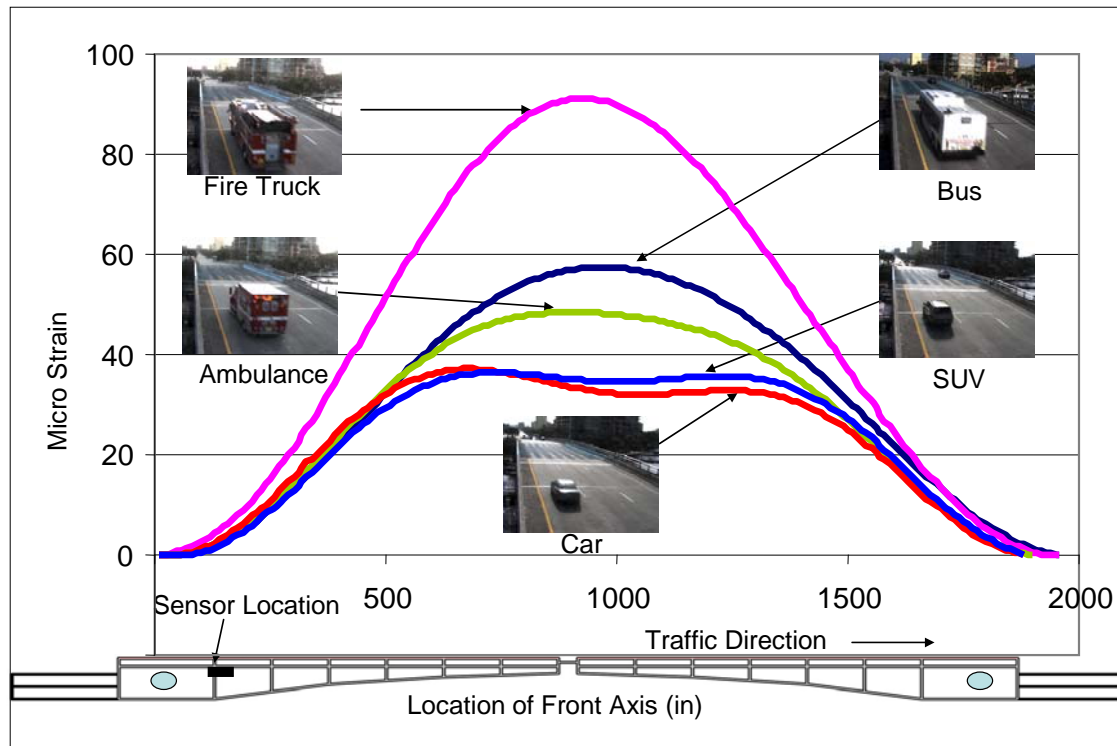 100
80
60
40
20
0
Micro Strain
Fire Truck
Bus
Ambulance
SUV
Car
500
1000
1500
2000
Sensor Location
Traffic Direction
Location of Front Axis (in)